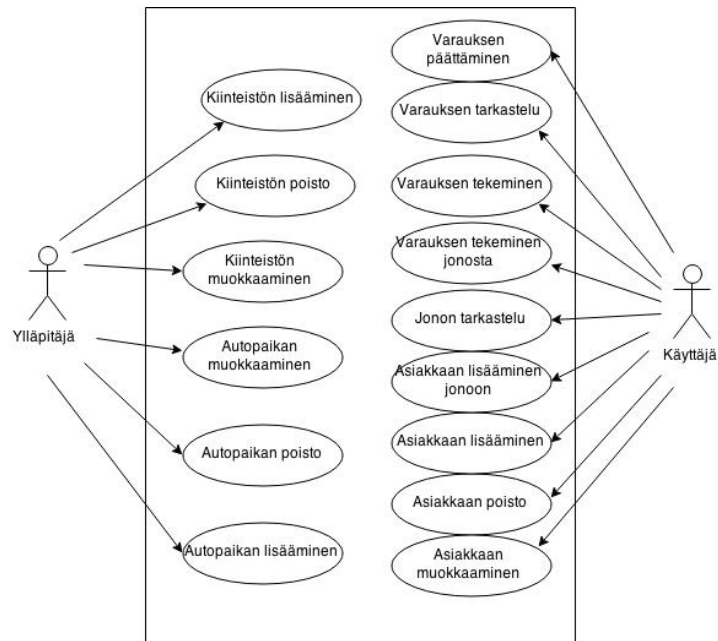 Varauksen
päättäminen
Kiinteistön lisääminen
Varauksen tarkastelu
Kiinteistön poisto
Varauksen tekeminen
Varauksen tekeminen
jonosta
Kiinteistön
muokkaaminen
Ylläpitäjä
Jonon tarkastelu
Käyttäjä
Autopaikan
muokkaaminen
Asiakkaan lisääminen
jonoon
Asiakkaan lisääminen
Autopaikan poisto
Asiakkaan poisto
Autopaikan lisääminen
Asiakkaan
muokkaaminen